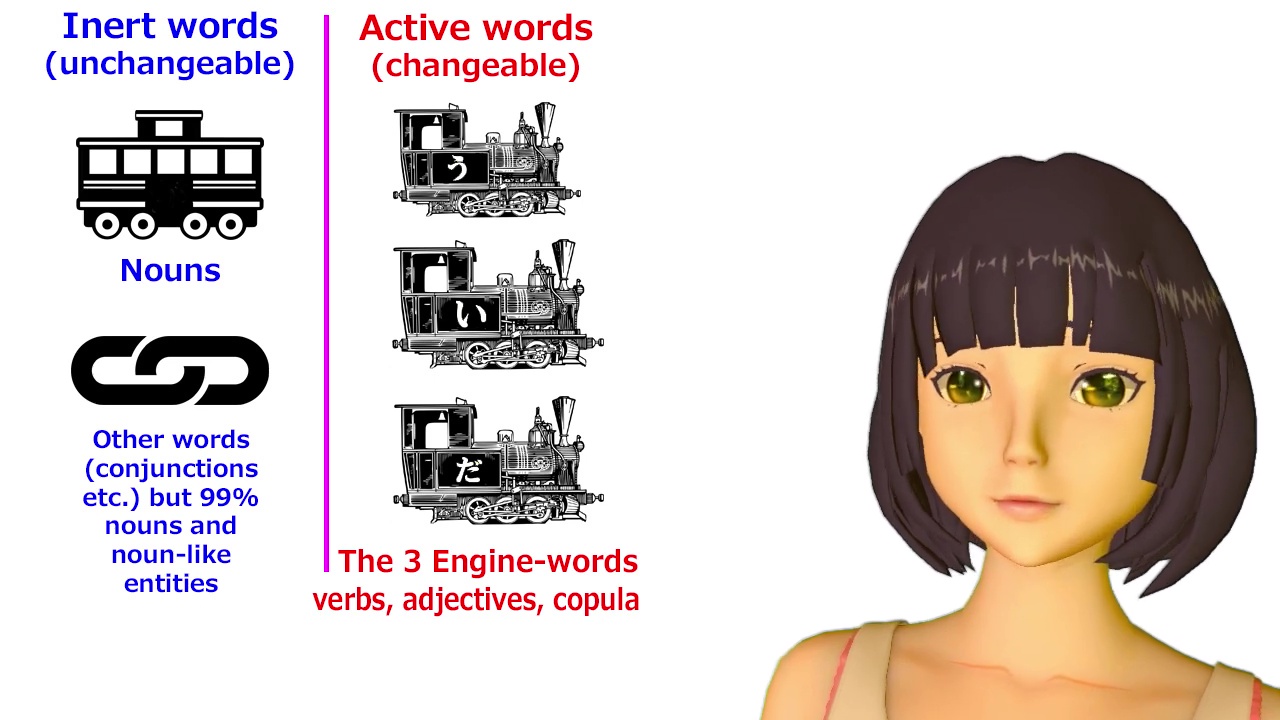 Inert words
(unchangeable)
Nouns
Other words
(conjunctions
etc.) but 99%
nouns and
noun-like
entities
Active words
(changeable)
う
い
だ
The 3 Engine-words
verbs, adjectives, copula